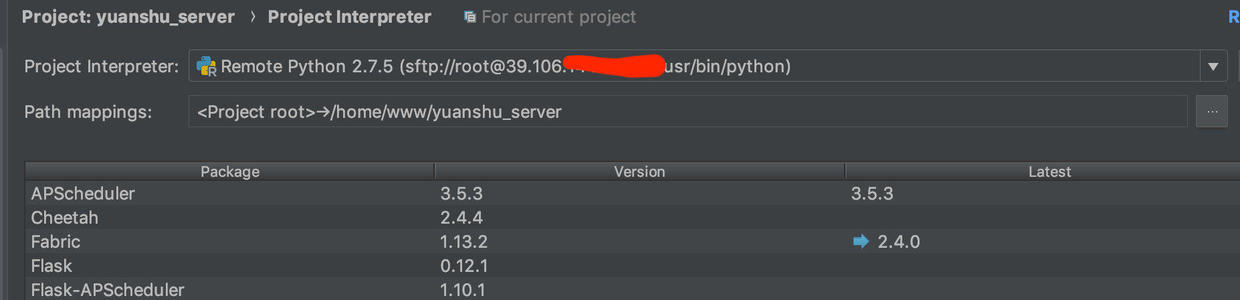 Project: yuanshu_server › Project Interpreter For current project R
Project Interpreter: Remote Python 2.7.5 (sftp://root@39.106. usr/bin/python)
Path mappings: <Project root>→/home/www/yuanshu_server ...
Package Version Latest
APScheduler 3.5.3 3.5.3
Cheetah 2.4.4
Fabric 1.13.2 2.4.0
Flask 0.12.1
Flask-APScheduler 1.10.1